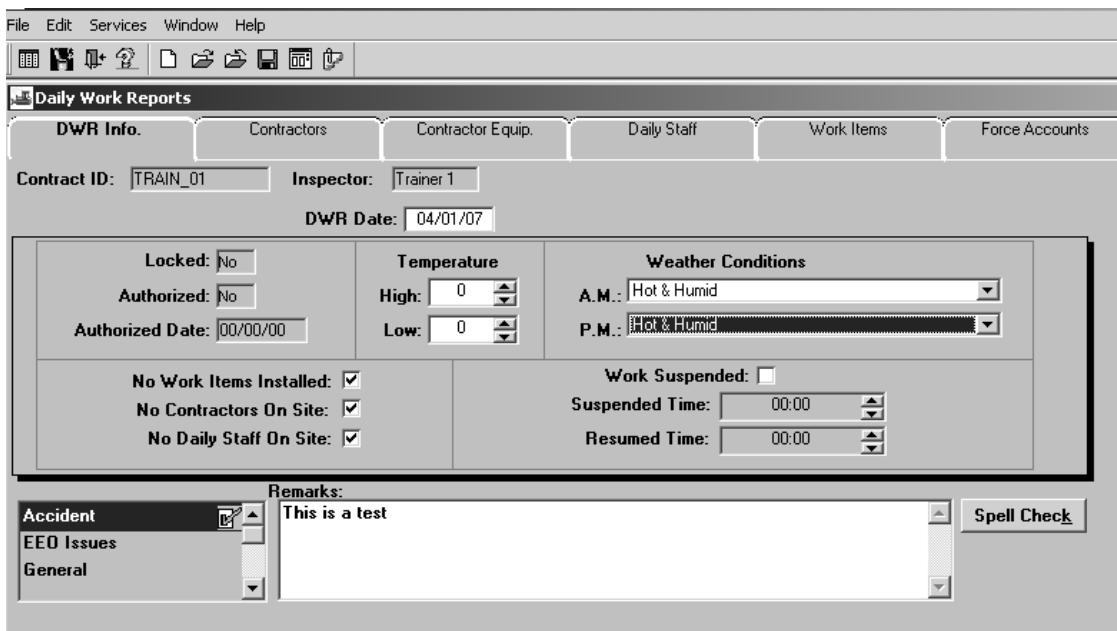 File Edit Services Window Help
Daily Work Reports
DWR Info. Contractors Contractor Equip. Daily Staff Work Items Force Accounts
Contract ID: TRAIN_01 Inspector: Trainer 1
DWR Date: 04/01/07
Locked: No Temperature Weather Conditions
Authorized: No High: 0 A.M.: Hot & Humid
Authorized Date: 00/00/00 Low: 0 P.M.: Hot & Humid
No Work Items Installed: Work Suspended:
No Contractors On Site: Suspended Time: 00:00
No Daily Staff On Site: Resumed Time: 00:00
Remarks:
Accident This is a test Spell Check
EEO Issues
General